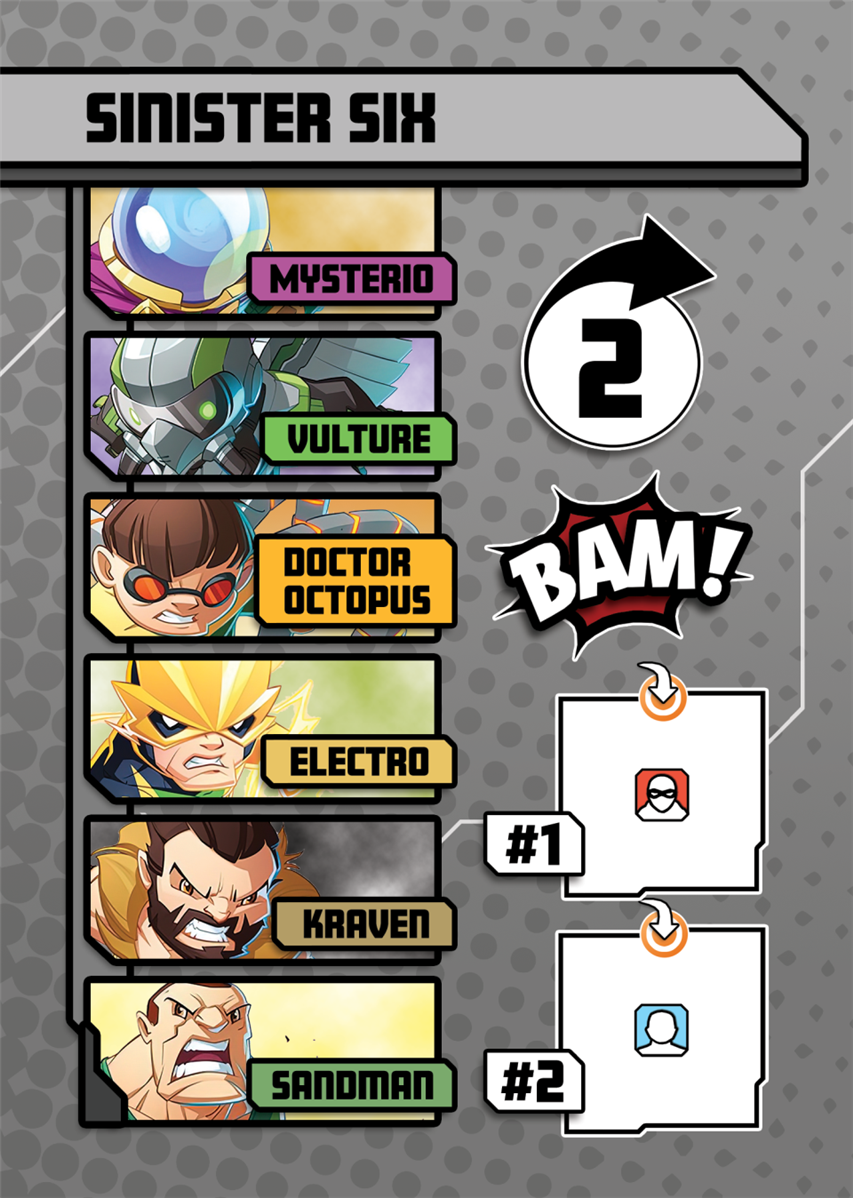 SINISTER SIX
MYSTERIO
VULTURE
DOCTOR
OCTOPUS
ELECTRO
KRAVEN
SANDMAN
2
BAM!
#1
#2